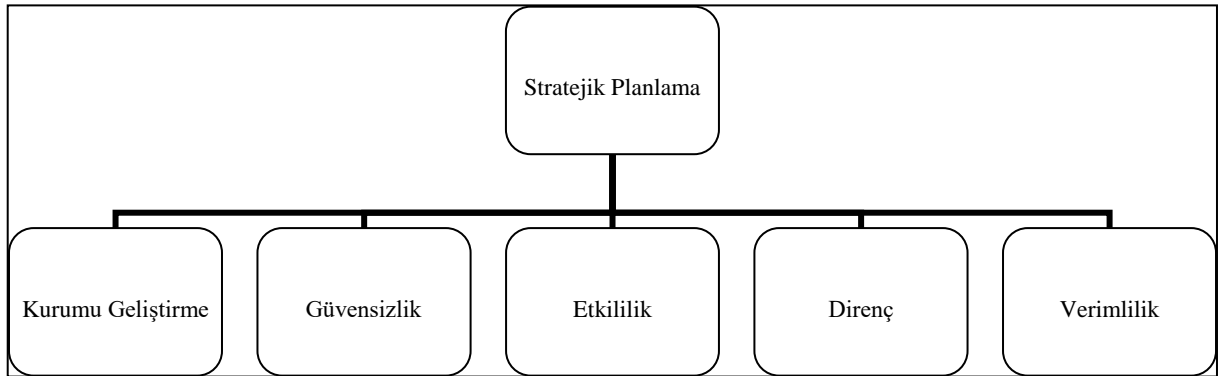 Stratejik Planlama
Kurumu Geliştirme
Güvensizlik
Etkililik
Direnç
Verimlilik